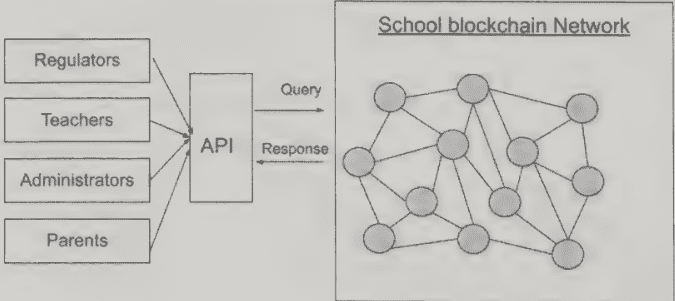 School blockchain Network
Regulators
Teachers
Administrators
Parents
API
Query
Response